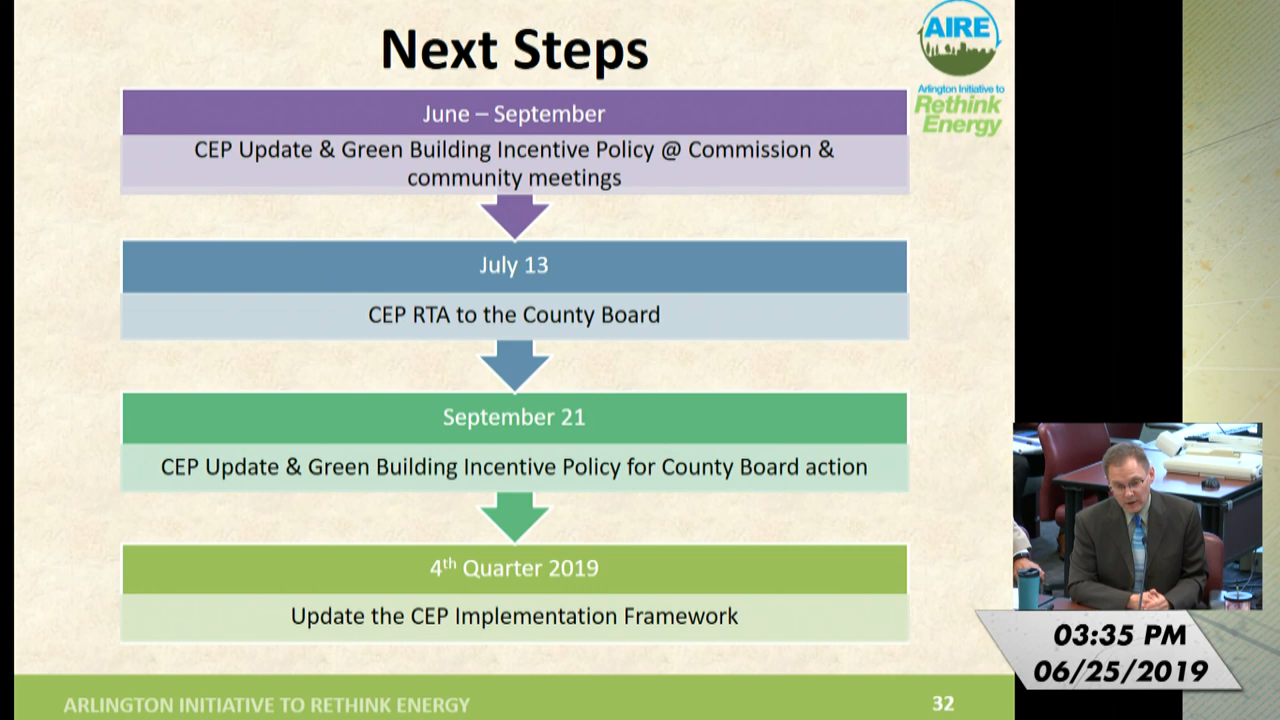 Next Steps
AIRE
Arlington Initiative to
Rethink
Energy
June – September
CEP Update & Green Building Incentive Policy @ Commission &
community meetings
July 13
CEP RTA to the County Board
September 21
CEP Update & Green Building Incentive Policy for County Board action
4th Quarter 2019
Update the CEP Implementation Framework
03:35 PM
06/25/2019
ARLINGTON INITIATIVE TO RETHINK ENERGY
32